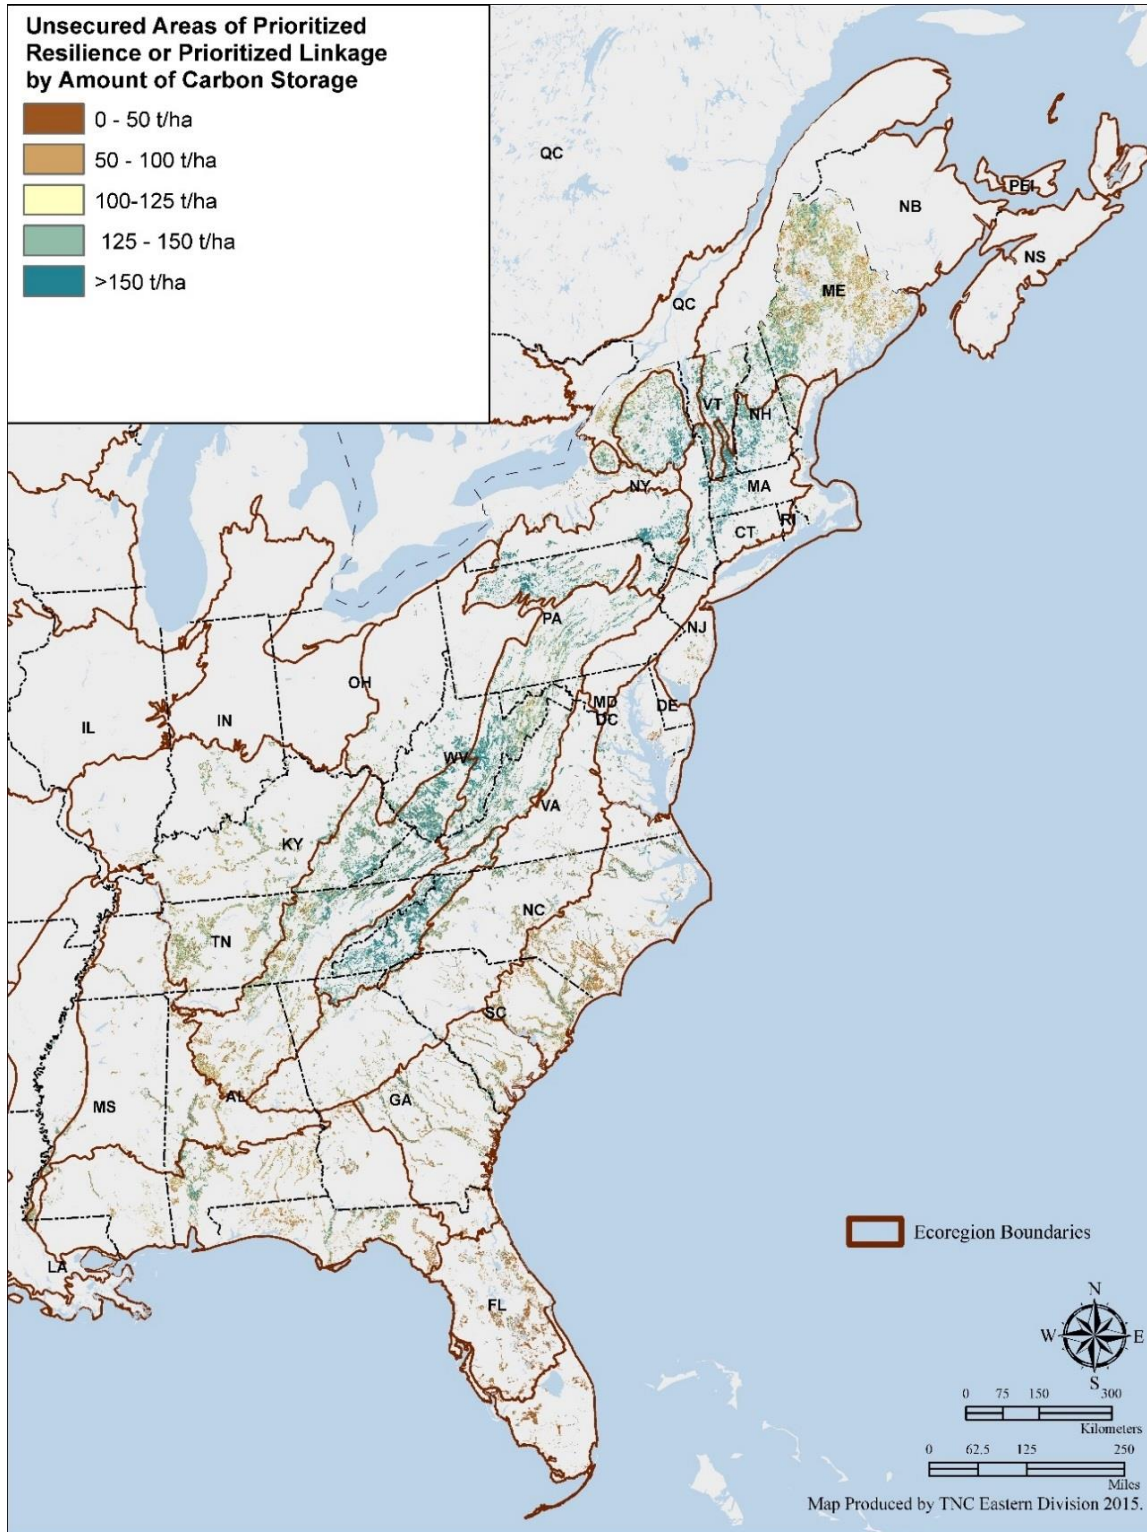 Unsecured Areas of Prioritized
Resilience or Prioritized Linkage
by Amount of Carbon Storage
0 - 50 t/ha
50 - 100 t/ha
100-125 t/ha
125 - 150 t/ha
>150 t/ha
QC
NB
PEI
NS
ME
QC
VT
NH
NY
MA
CT
RI
PA
NJ
OH
MD
DE
DC
IL
IN
WV
VA
KY
NC
TN
SC
MS
AL
GA
LA
FL
Ecoregion Boundaries
N
W
E
S
0 75 150 300
Kilometers
0 62.5 125 250
Miles
Map Produced by TNC Eastern Division 2015.